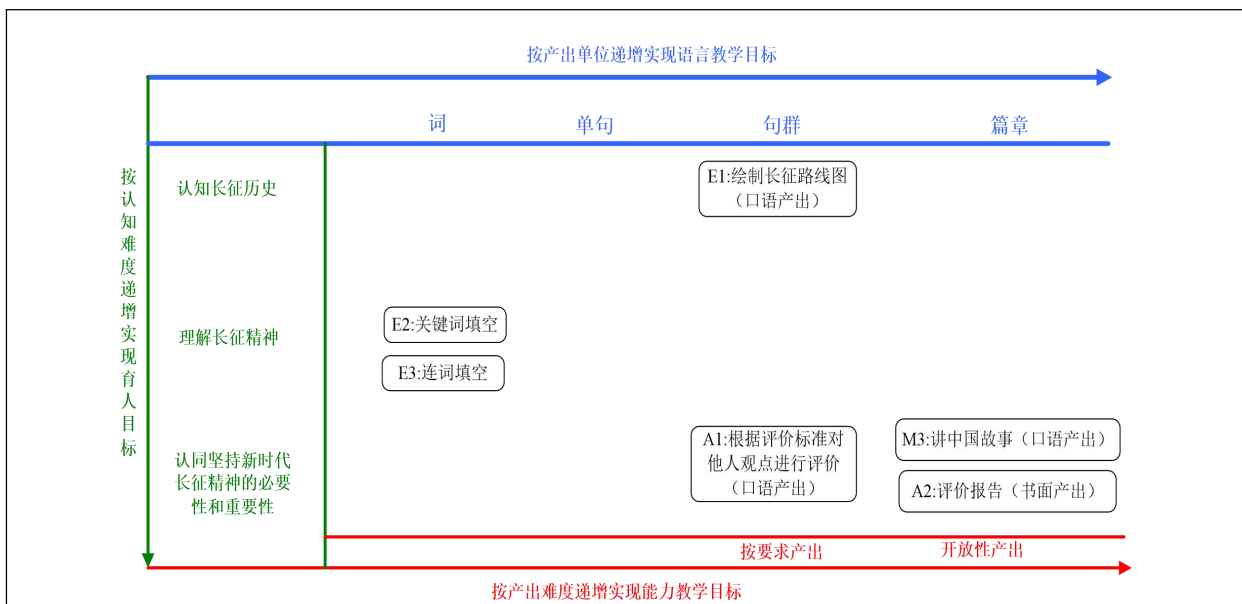 按产出单位递增实现语言教学目标
词 单句 句群 篇章
按认知难度递增实现育人目标
认知长征历史
E1:绘制长征路线图
（口语产出）
理解长征精神
E2:关键词填空
E3:连词填空
认同坚持新时代
长征精神的必要
性和重要性
A1:根据评价标准对
他人观点进行评价
（口语产出）
M3:讲中国故事（口语产出）
A2:评价报告（书面产出）
按要求产出 开放性产出
按产出难度递增实现能力教学目标